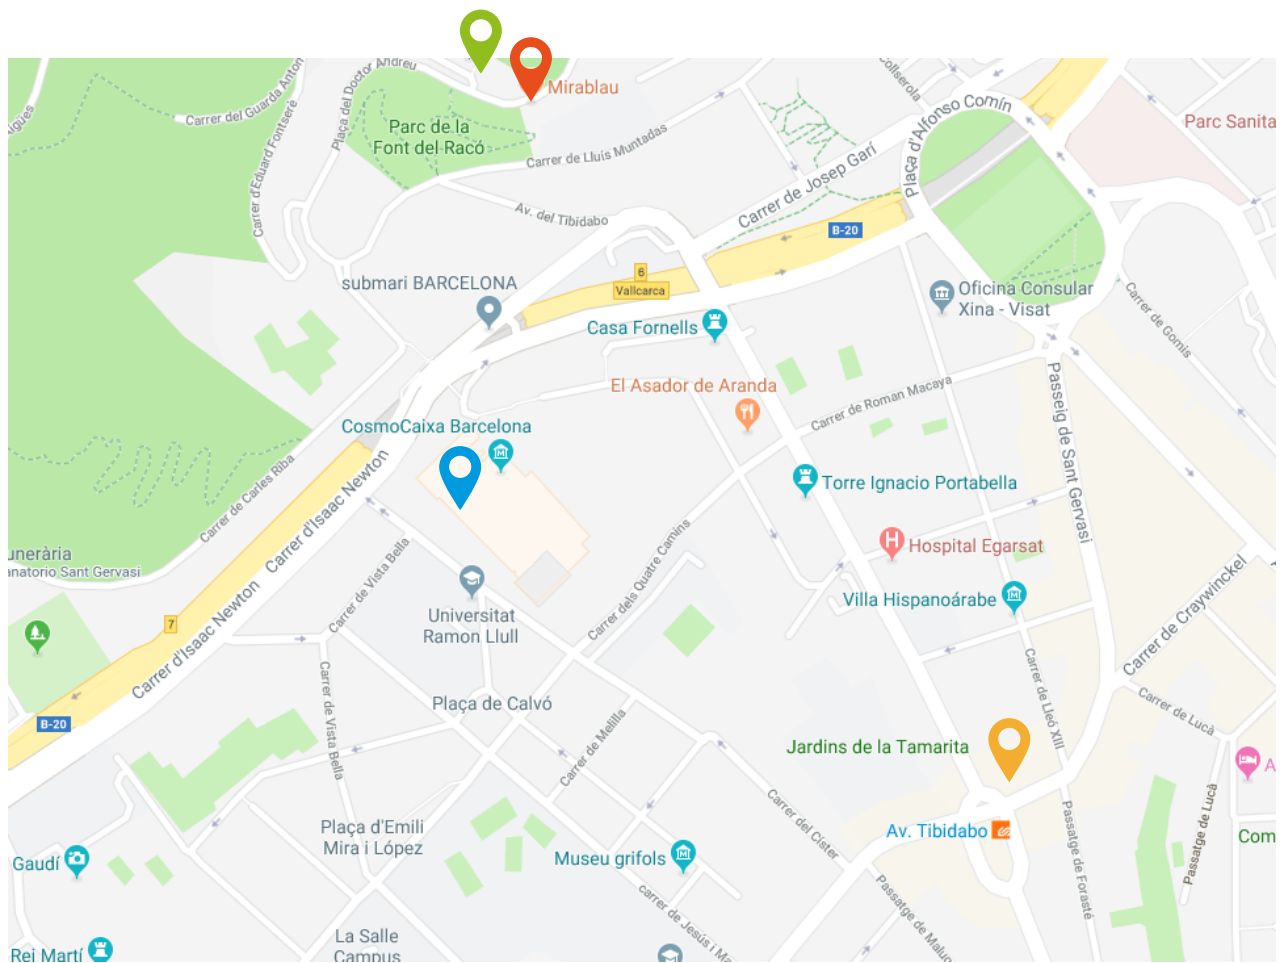 Plaça del Doctor Andreu
Mirablau
Collserola
Carrer del Guarda Anton
Carrer d'Eduard Fontserè
Parc de la
Font del Racó
Carrer de Lluís Muntadas
Plaça d'Alfonso Comín
Parc Sanita
Carrer de Josep Garí
Av. del Tibidabo
B-20
6
Vallcarca
submari BARCELONA
Oficina Consular
Xina - Visat
Carrer de Gomis
Casa Fornells
El Asador de Aranda
Carrer de Roman Macaya
Passeig de Sant Gervasi
CosmoCaixa Barcelona
Carrer de Carles Riba
Carrer d'Isaac Newton
Torre Ignacio Portabella
H
Hospital Egarsat
unerària
anatorio Sant Gervasi
Carrer de Vista Bella
Carrer dels Quatre Camins
Universitat
Ramon Llull
Villa Hispanoárabe
Carrer de Craywinckel
7
Carrer d'Isaac Newton
Carrer de Vista Bella
Carrer de Lleó XIII
Plaça de Calvó
Carrer de Lucà
B-20
Carrer de Melilla
Jardins de la Tamarita
A
Carrer del Císter
Passatge de Forasté
Passatge de Lucà
Plaça d'Emili
Mira i López
Av. Tibidabo
Com
Gaudí
Museu grifols
carrer de Jesús i Ma
Passatge de Maluq
La Salle
Campus
Rei Martí